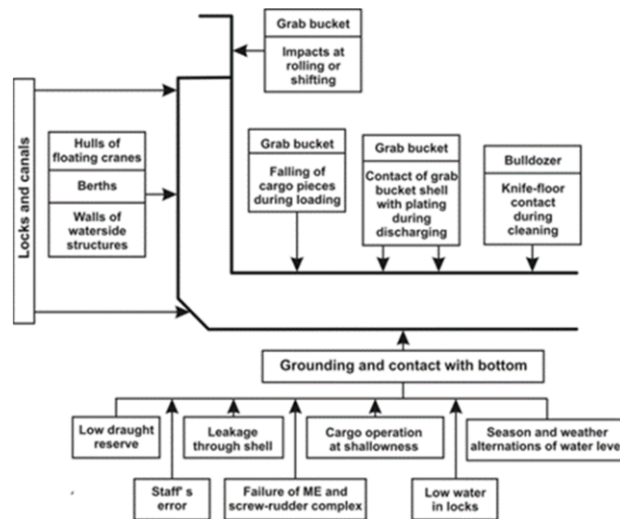 Grab bucket
Impacts at
rolling or
shifting
Locks and canals
Hulls of
floating cranes
Berths
Walls of
waterside
structures
Grab bucket
Falling of
cargo pieces
during loading
Grab bucket
Contact of grab
bucket shell
with plating
during
discharging
Bulldozer
Knife-floor
contact
during
cleaning
Grounding and contact with bottom
Low draught
reserve
Leakage
through shell
Cargo operation
at shallowness
Season and weather
alternations of water leve
Staff's
error
Failure of ME and
screw-rudder complex
Low water
in locks